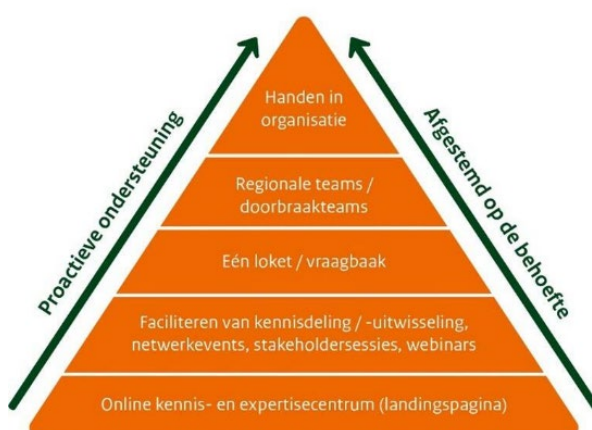 Handen in
organisatie
Regionale teams /
doorbraakteams
Eén loket / vraagbaak
Faciliteren van kennisdeling / -uitwisseling,
netwerkevents, stakeholdersessies, webinars
Online kennis- en expertisecentrum (landingspagina)
Proactieve ondersteuning
Afgestemd op de behoefte